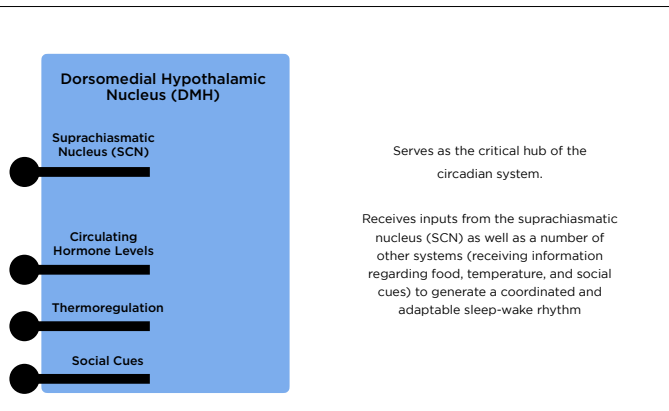 Dorsomedial Hypothalamic
Nucleus (DMH)
Suprachiasmatic
Nucleus (SCN)
Circulating
Hormone Levels
Thermoregulation
Social Cues
Serves as the critical hub of the
circadian system.
Receives inputs from the suprachiasmatic
nucleus (SCN) as well as a number of
other systems (receiving information
regarding food, temperature, and social
cues) to generate a coordinated and
adaptable sleep-wake rhythm